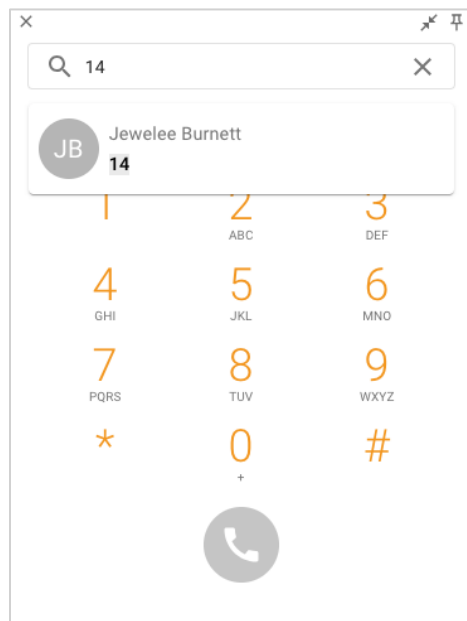 14
JB Jewelee Burnett
14
1 2 3
ABC DEF
4 5 6
GHI JKL MNO
7 8 9
PQRS TUV WXYZ
* 0 #
+